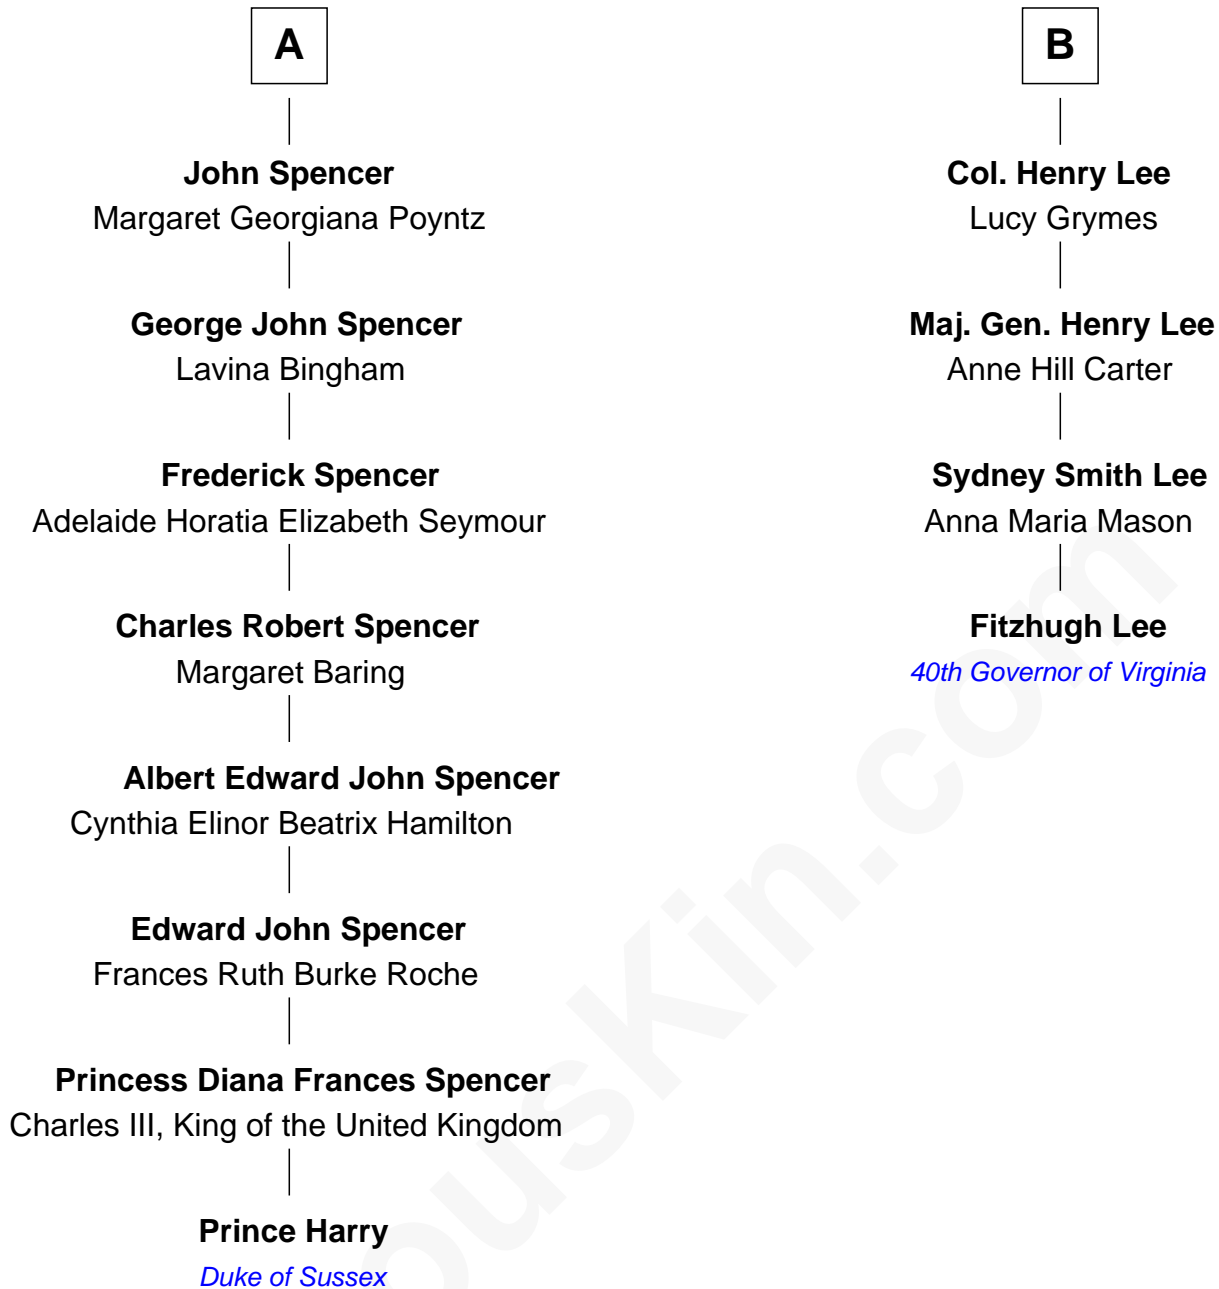 A
John Spencer
Margaret Georgiana Poyntz
George John Spencer
Lavina Bingham
Frederick Spencer
Adelaide Horatia Elizabeth Seymour
Charles Robert Spencer
Margaret Baring
Albert Edward John Spencer
Cynthia Elinor Beatrix Hamilton
Edward John Spencer
Frances Ruth Burke Roche
Princess Diana Frances Spencer
Charles III, King of the United Kingdom
Prince Harry
Duke of Sussex
B
Col. Henry Lee
Lucy Grymes
Maj. Gen. Henry Lee
Anne Hill Carter
Sydney Smith Lee
Anna Maria Mason
Fitzhugh Lee
40th Governor of Virginia
ousKin.com